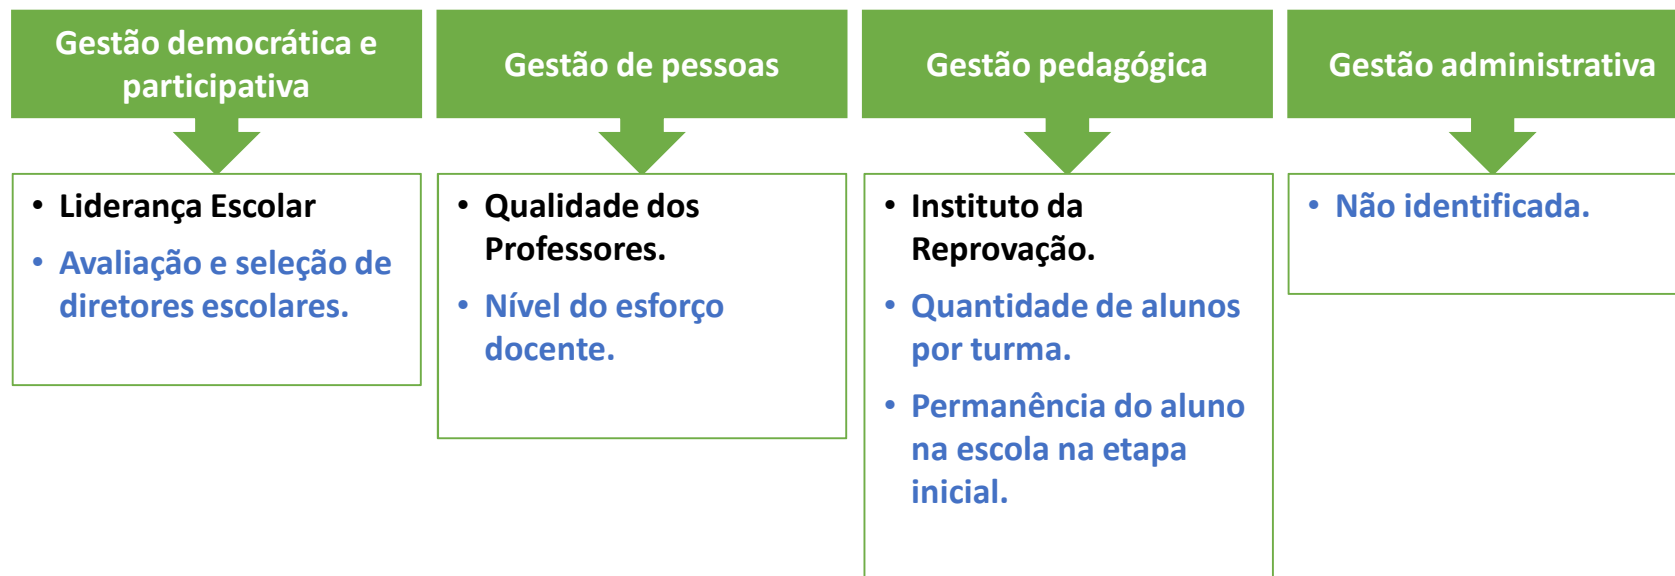 Gestão democrática e
participativa
Gestão de pessoas
Gestão pedagógica
Gestão administrativa
• Liderança Escolar
• Avaliação e seleção de
diretores escolares.
• Qualidade dos
Professores.
• Nível do esforço
docente.
• Instituto da
Reprovação.
• Quantidade de alunos
por turma.
• Permanência do aluno
na escola na etapa
inicial.
• Não identificada.